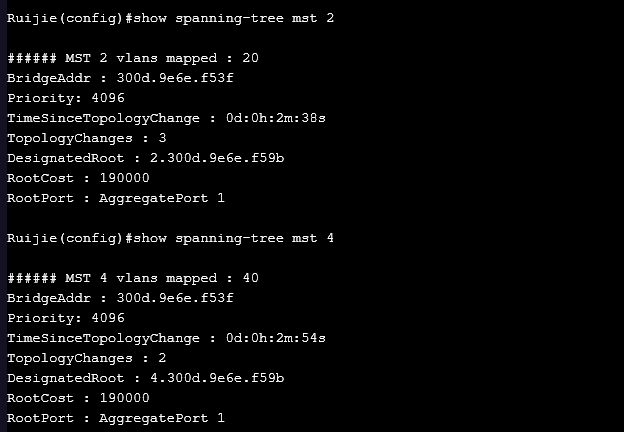 Ruijie(config)#show spanning-tree mst 2
###### MST 2 vlans mapped : 20
BridgeAddr : 300d.9e6e.f53f
Priority: 4096
TimeSinceTopologyChange : 0d:0h:2m:38s
TopologyChanges : 3
DesignatedRoot : 2.300d.9e6e.f59b
RootCost : 190000
RootPort : AggregatePort 1
Ruijie(config)#show spanning-tree mst 4
###### MST 4 vlans mapped : 40
BridgeAddr : 300d.9e6e.f53f
Priority: 4096
TimeSinceTopologyChange : 0d:0h:2m:54s
TopologyChanges : 2
DesignatedRoot : 4.300d.9e6e.f59b
RootCost : 190000
RootPort : AggregatePort 1